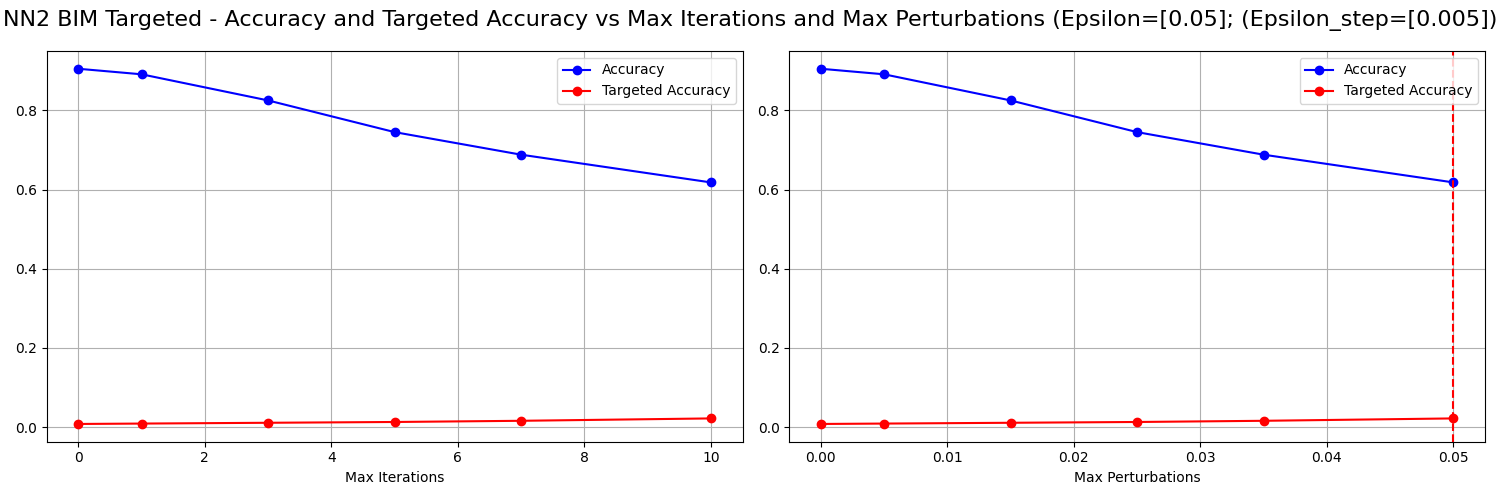 NN2 BIM Targeted - Accuracy and Targeted Accuracy vs Max Iterations and Max Perturbations (Epsilon=[0.05]; (Epsilon_step=[0.005])
Accuracy
Targeted Accuracy
0.8
0.6
0.4
0.2
0.0
0 2 4 6 8 10
Max Iterations
Accuracy
Targeted Accuracy
0.8
0.6
0.4
0.2
0.0
0.00 0.01 0.02 0.03 0.04 0.05
Max Perturbations